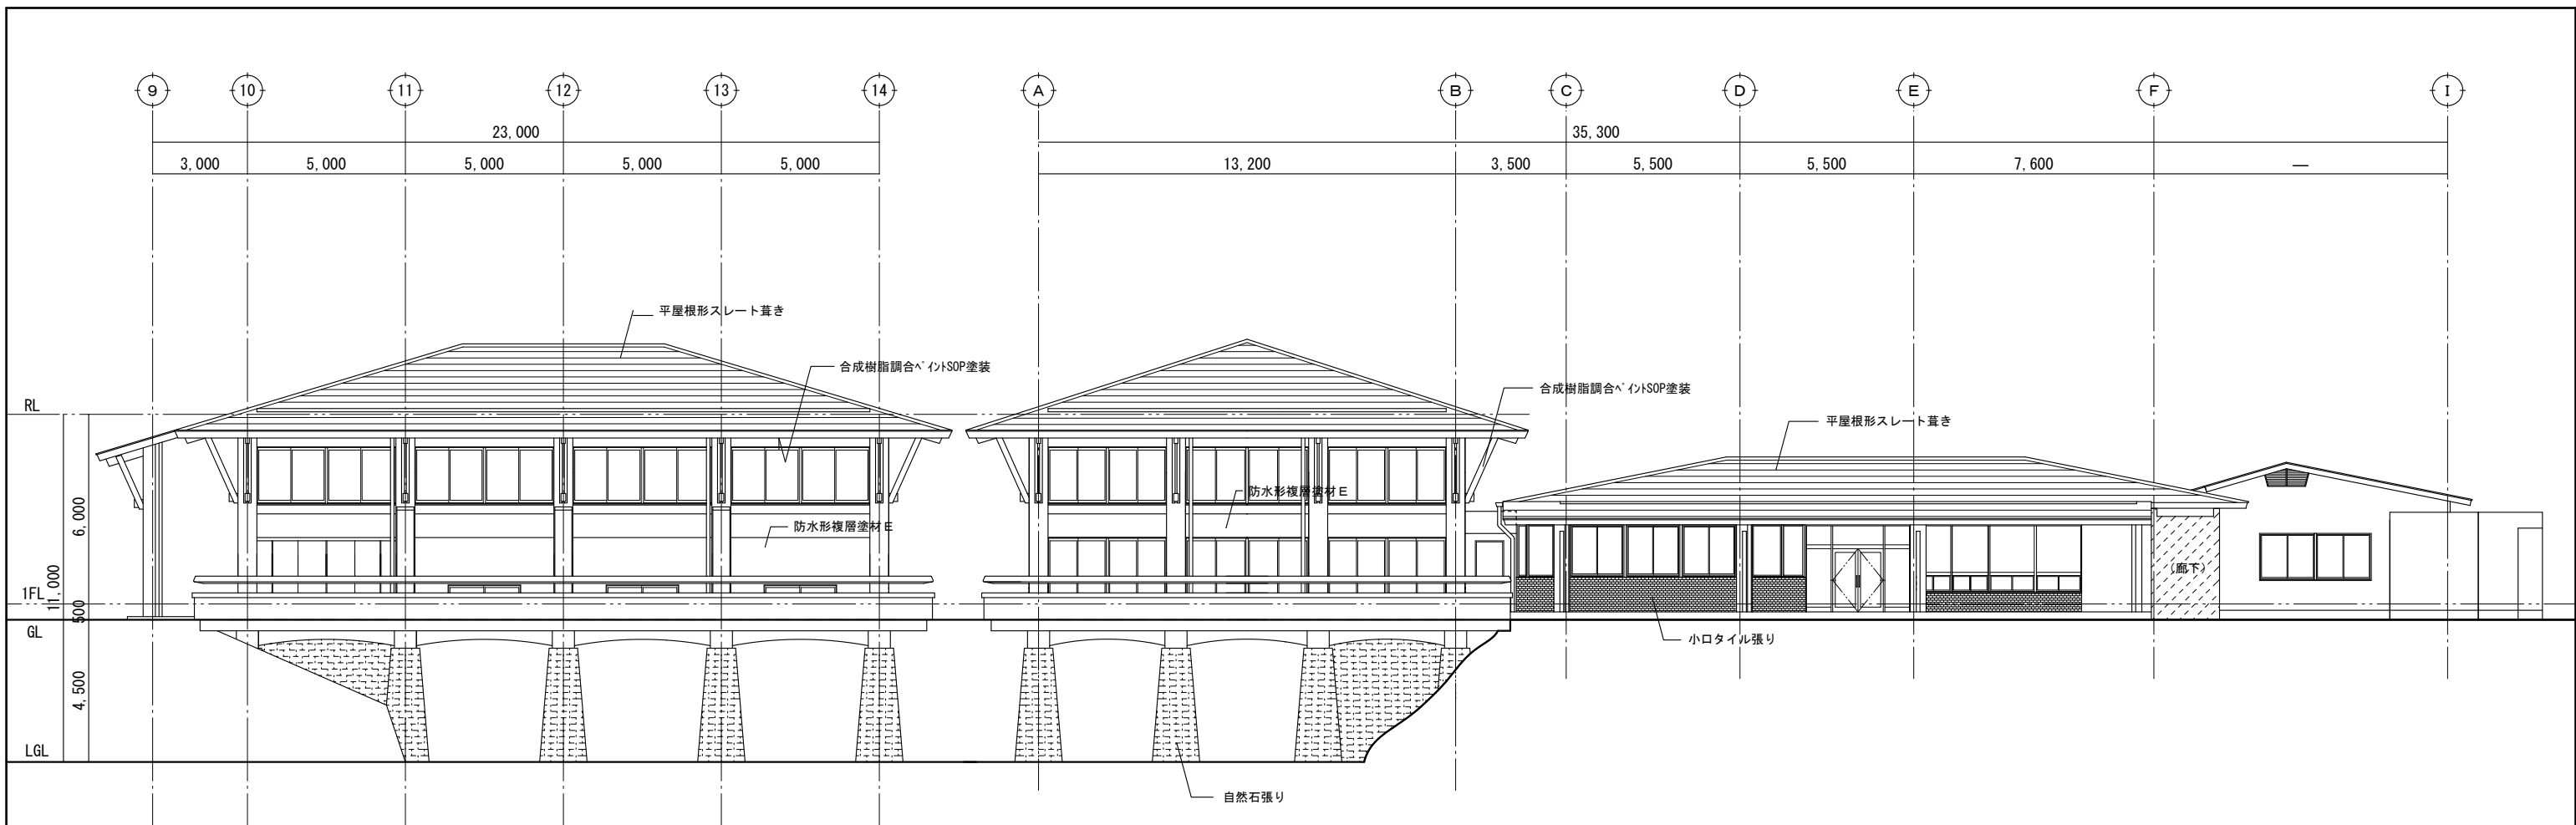 9 10 11 12 13 14 A B C D E F I
23,000 35,300
3,000 5,000 5,000 5,000 5,000 13,200 3,500 5,500 5,500 7,600 —
平屋根形スレート葺き
合成樹脂調合ペイントSOP塗装
合成樹脂調合ペイントSOP塗装
RL
平屋根形スレート葺き
防水形複層塗材E
6,000
防水形複層塗材E
(廊下)
11,000
1FL
500
GL
小口タイル張り
4,500
LGL
自然石張り